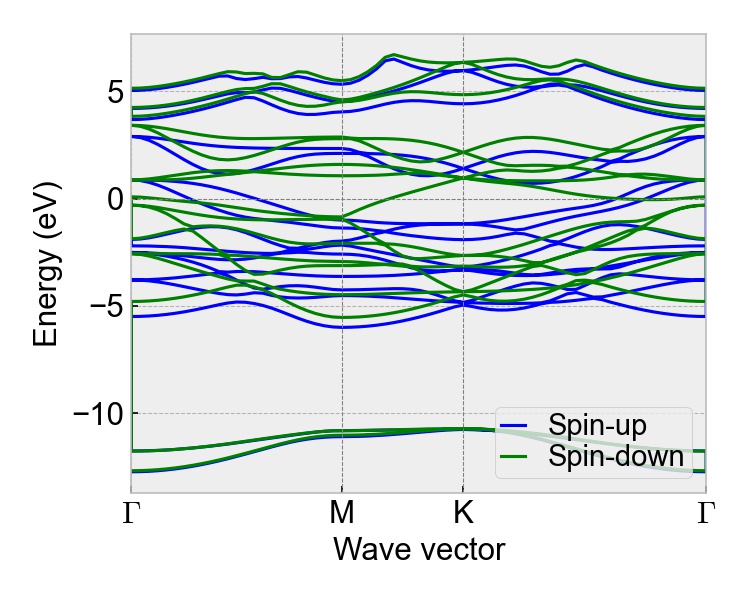 5
0
−5
−10
Energy (eV)
Spin-up
Spin-down
Γ M K Γ
Wave vector